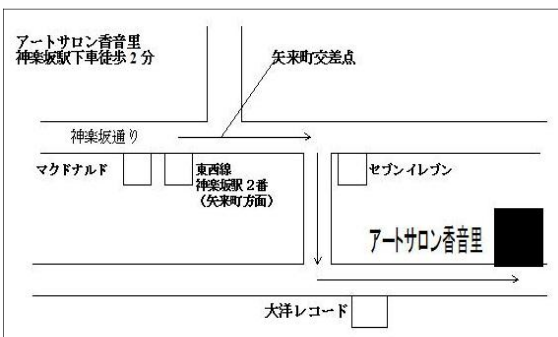 アートサロン香音里
神楽坂駅下車徒歩2分
矢来町交差点
神楽坂通り
マクドナルド
東西線
神楽坂駅2番
(矢来町方面)
セブンイレブン
アートサロン香音里
大洋レコード